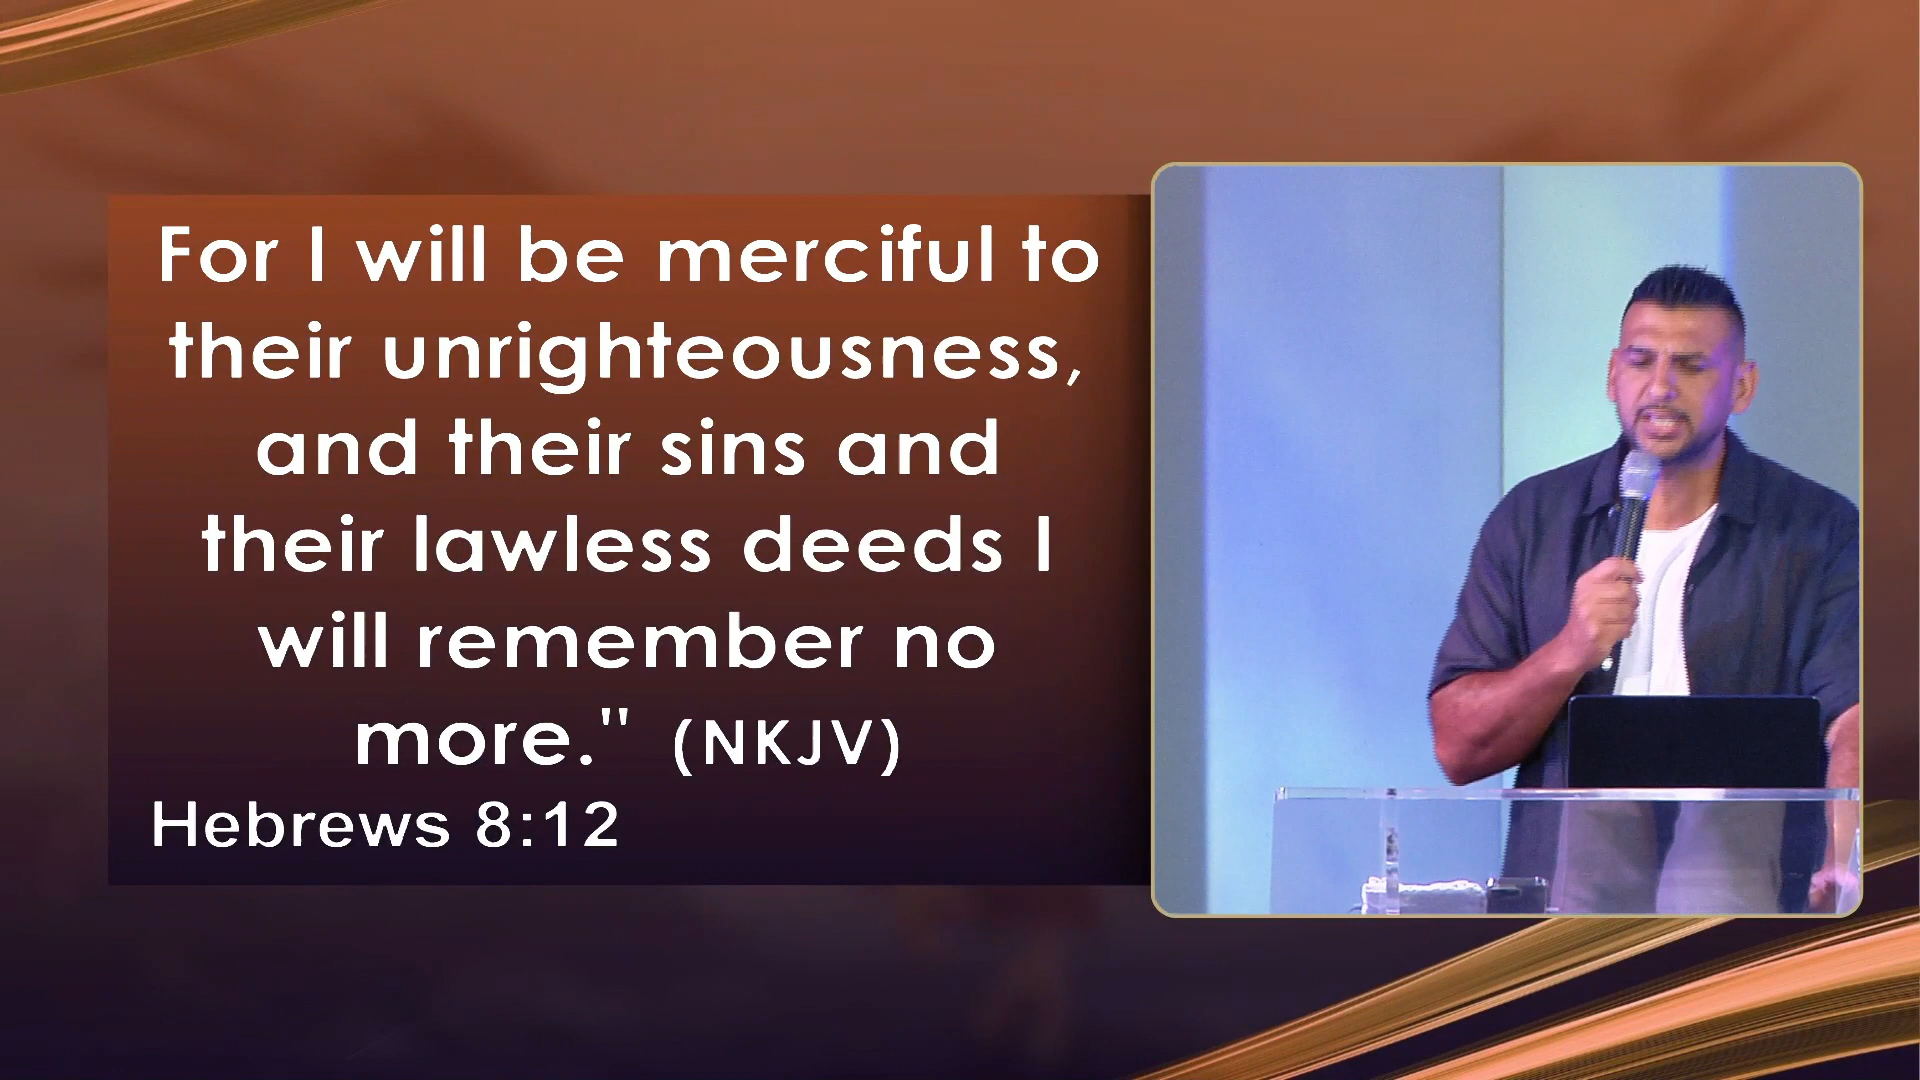 For I will be merciful to
their unrighteousness,
and their sins and
their lawless deeds I
will remember no
more." (NKJV)
Hebrews 8:12